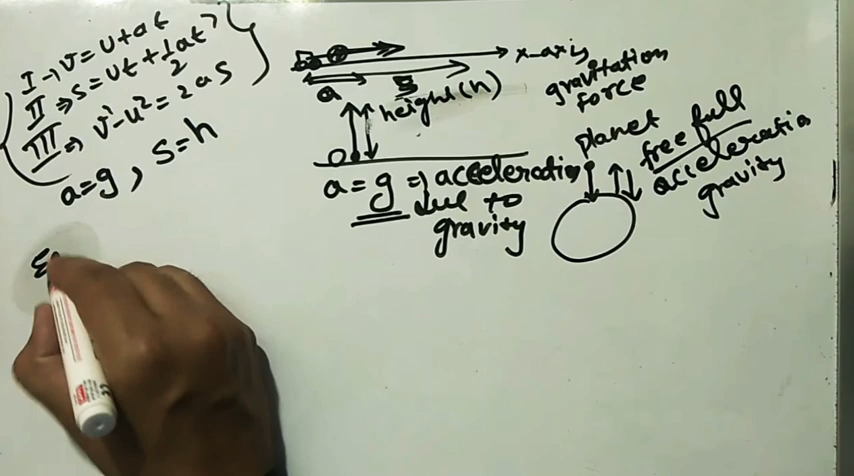 I → v = u + at
II ⇒ s = ut + 1/2 at²
III ⇒ v² - u² = 2as
a = g , s = h
x-axis
a s
height (h)
gravitation
force
a = g ⇒ acceleration
due to
gravity
planet
free full
acceleration
gravity